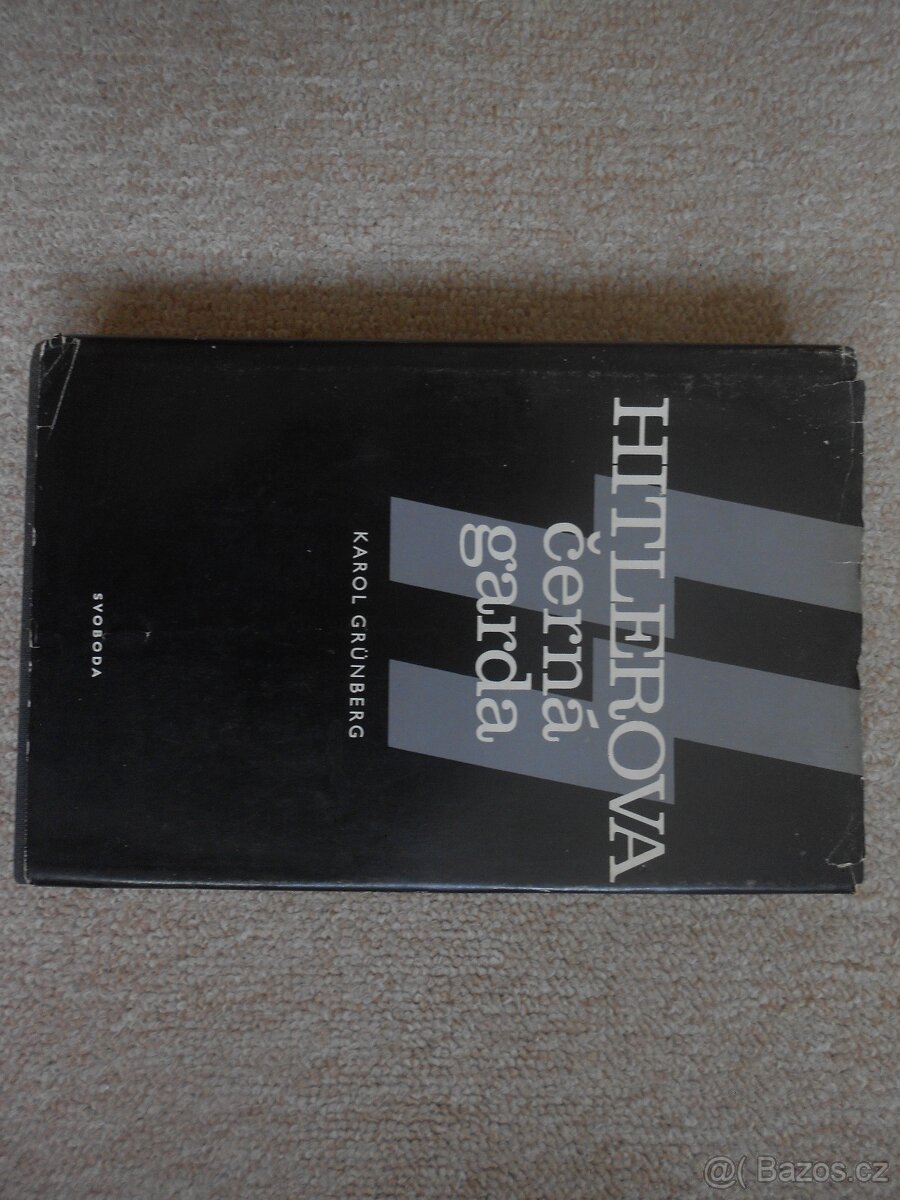 HITLEROVA
černá
garda
KAROL GRÜNBERG
SVOBODA
@( Bazos.cz